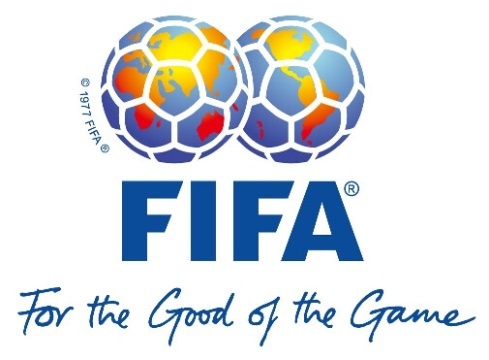 © 1977 FIFA ®
FIFA®
For the Good of the Game